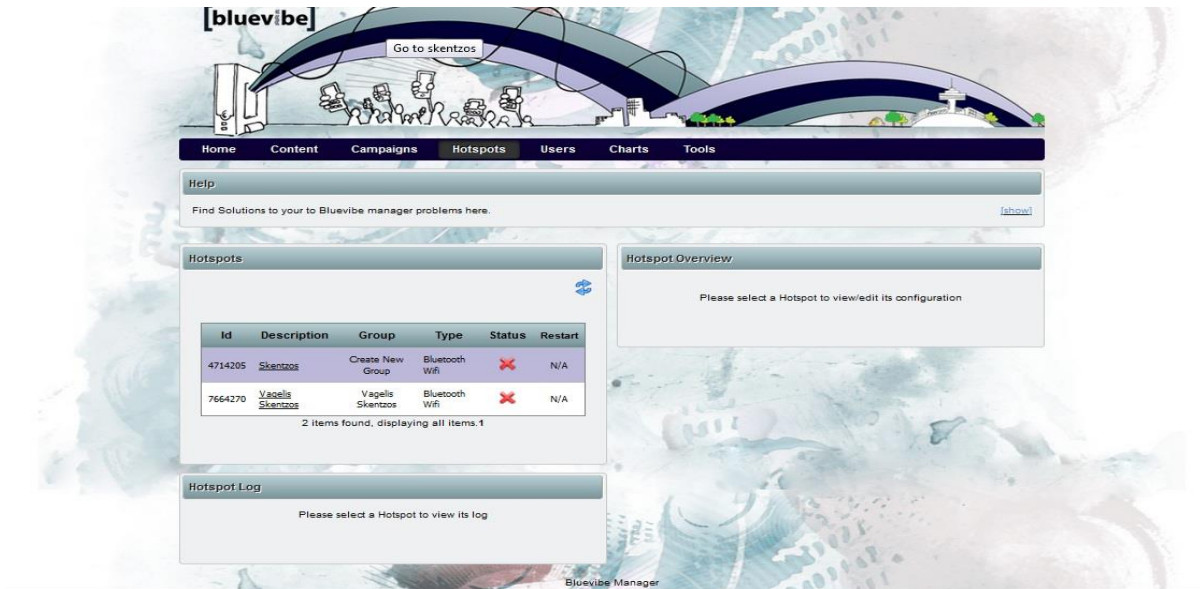 [bluevibe]
Go to skentzos
Home Content Campaigns Hotspots Users Charts Tools
Help
Find Solutions to your to Bluevibe manager problems here. [show]
Hotspots
Id Description Group Type Status Restart
4714205 Skentzos Create New Group Bluetooth Wifi N/A
7664270 Vagelis Skentzos Vagelis Skentzos Bluetooth Wifi N/A
2 items found, displaying all items.1
Hotspot Overview
Please select a Hotspot to view/edit its configuration
Hotspot Log
Please select a Hotspot to view its log
Bluevibe Manager